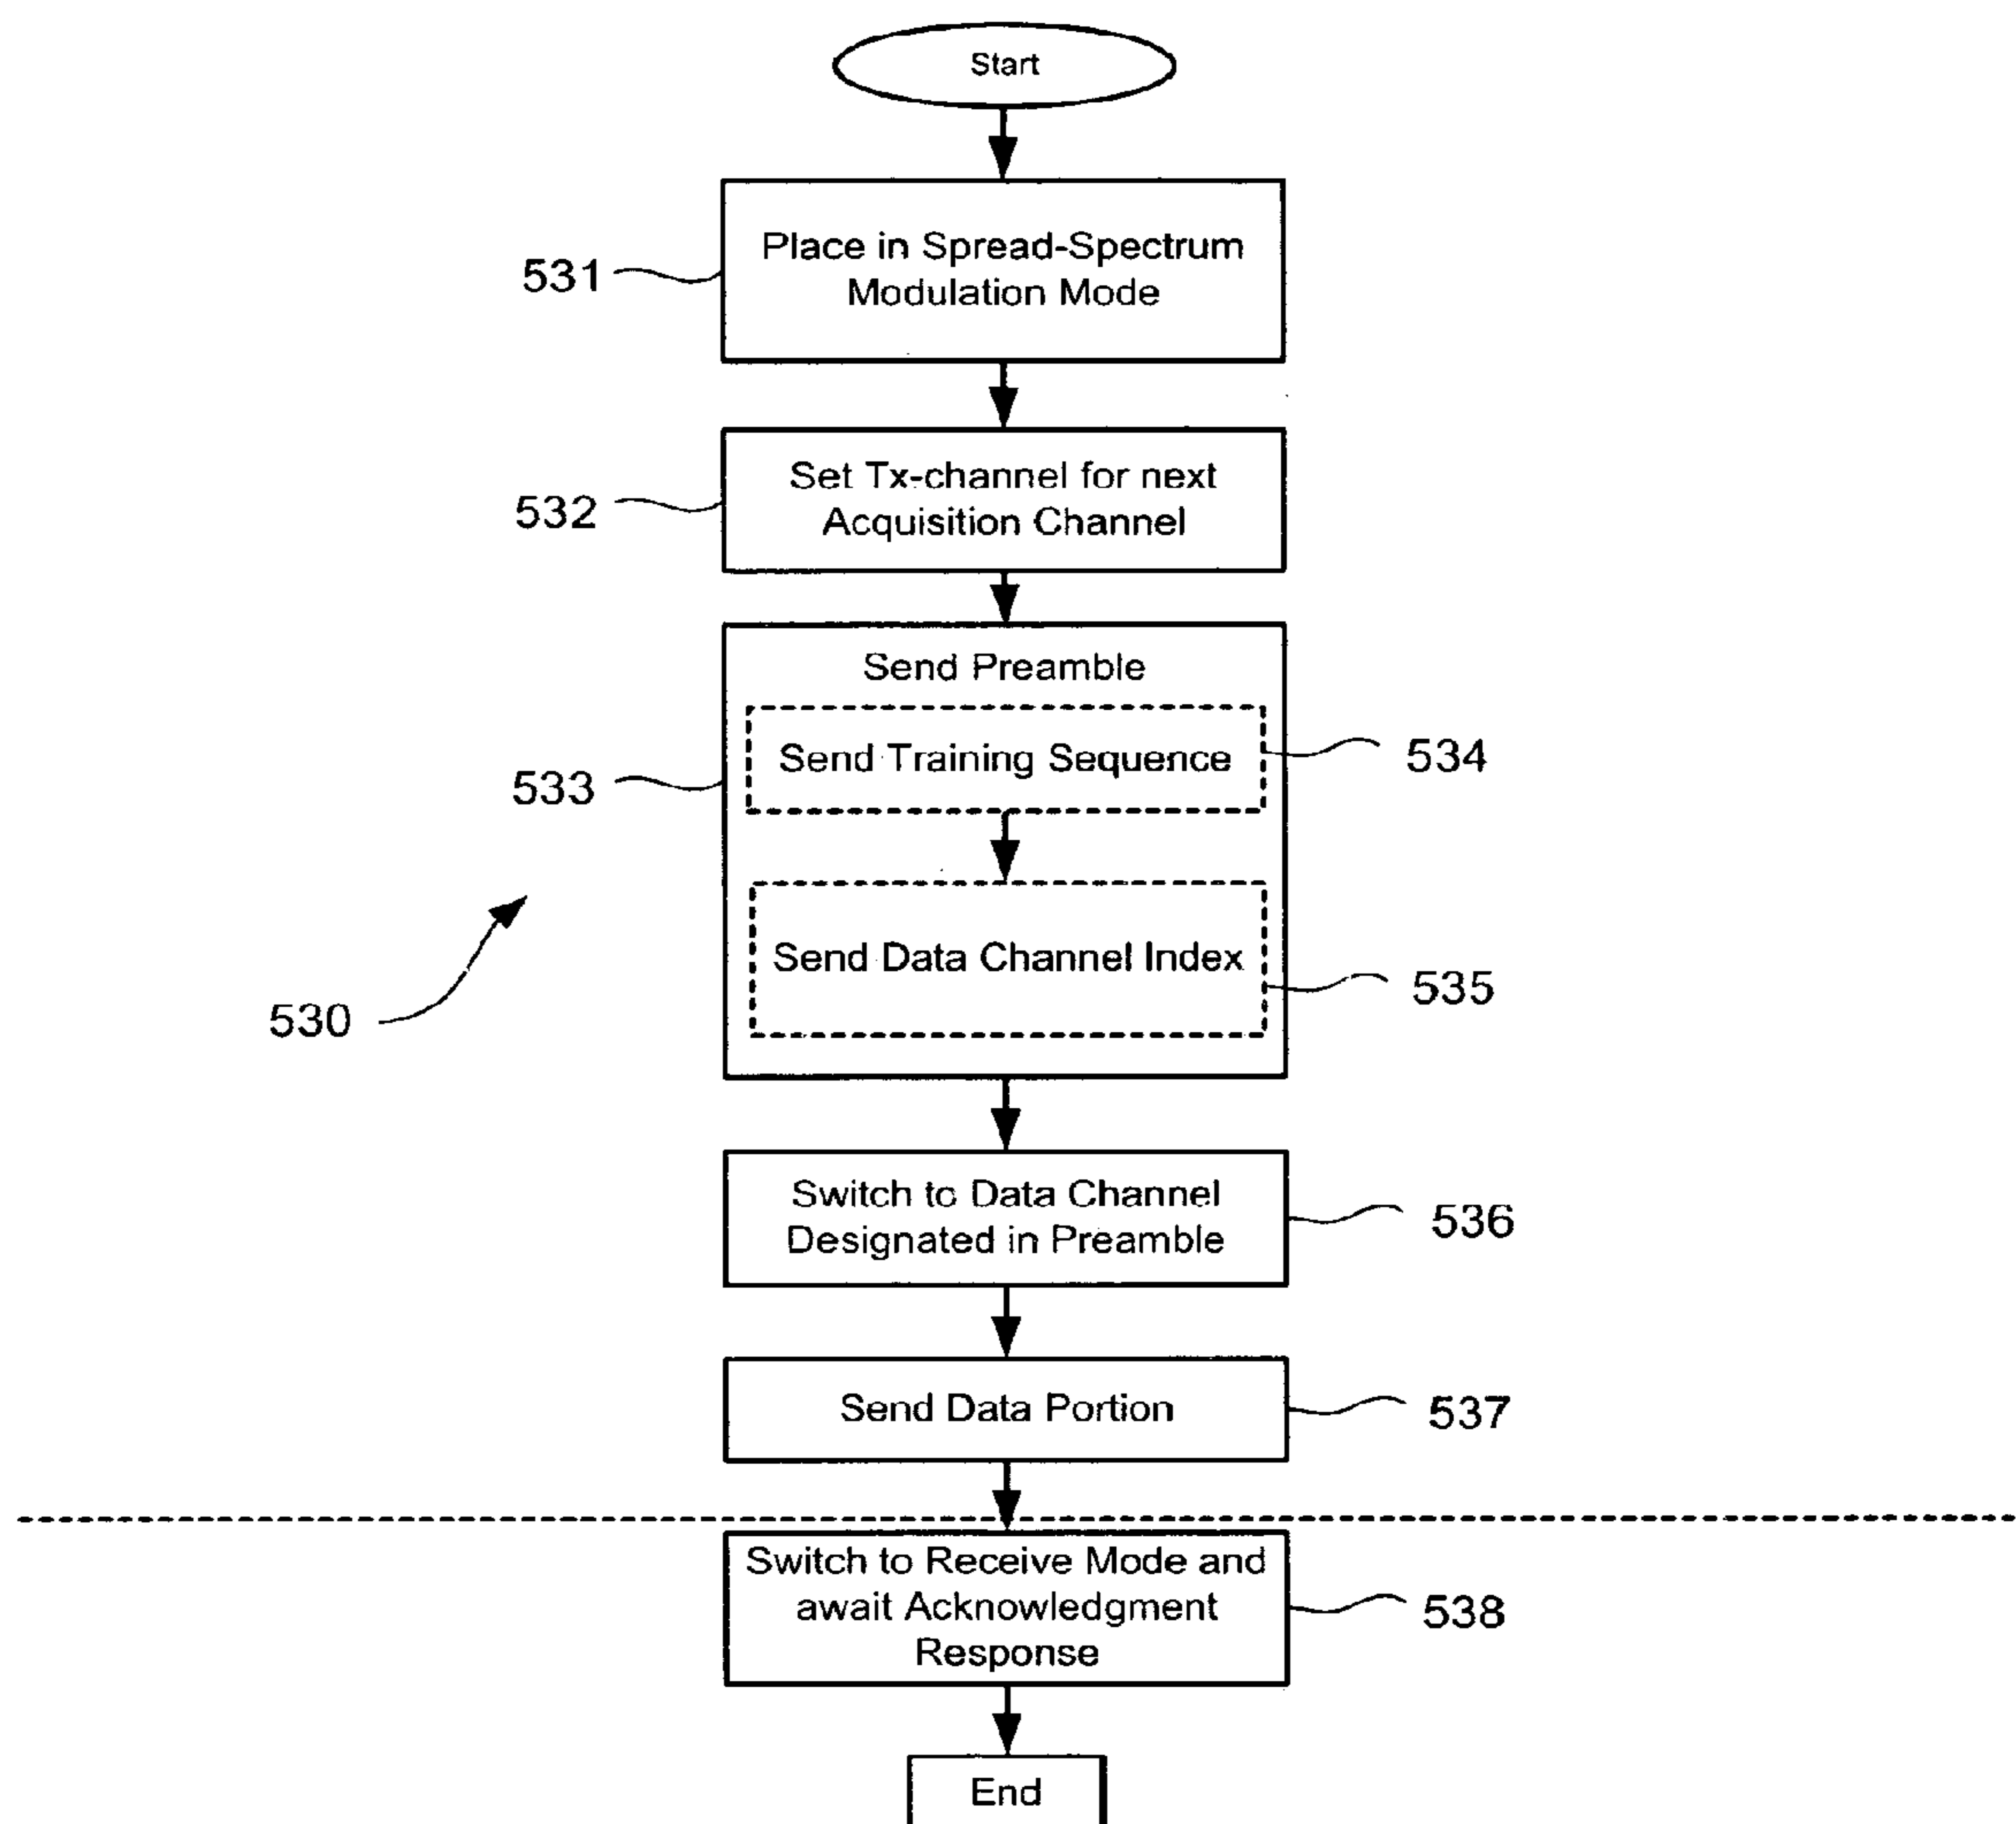 Start
Place in Spread-Spectrum
Modulation Mode
531
Set Tx-channel for next
Acquisition Channel
532
Send Preamble
Send Training Sequence
534
533
Send Data Channel Index
535
530
Switch to Data Channel
Designated in Preamble
536
Send Data Portion
537
Switch to Receive Mode and
await Acknowledgment
Response
538
End